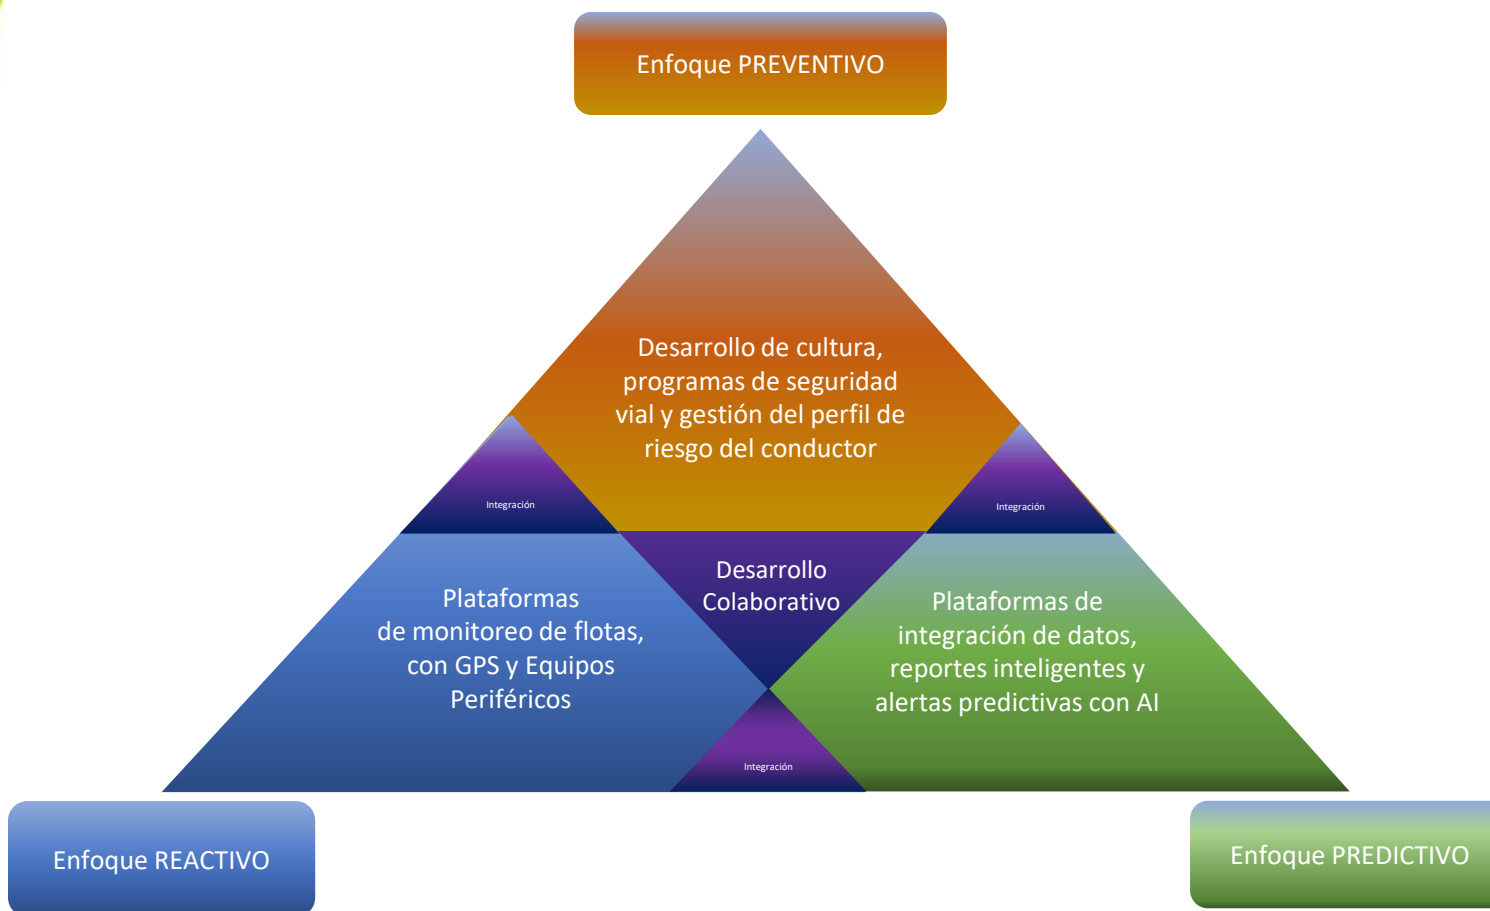 Enfoque PREVENTIVO
Desarrollo de cultura,
programas de seguridad
vial y gestión del perfil de
riesgo del conductor
Integración
Integración
Desarrollo
Colaborativo
Plataformas
de monitoreo de flotas,
con GPS y Equipos
Periféricos
Plataformas de
integración de datos,
reportes inteligentes y
alertas predictivas con AI
Integración
Enfoque REACTIVO
Enfoque PREDICTIVO